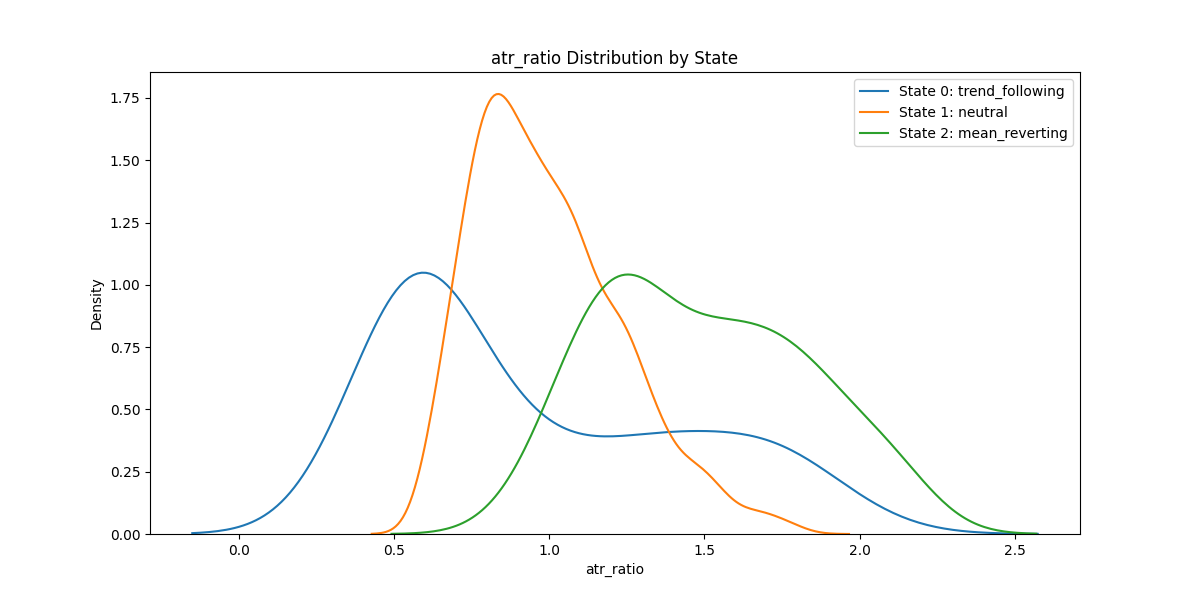 atr_ratio Distribution by State
State 0: trend_following
State 1: neutral
State 2: mean_reverting
Density
1.75
1.50
1.25
1.00
0.75
0.50
0.25
0.00
0.0 0.5 1.0 1.5 2.0 2.5
atr_ratio